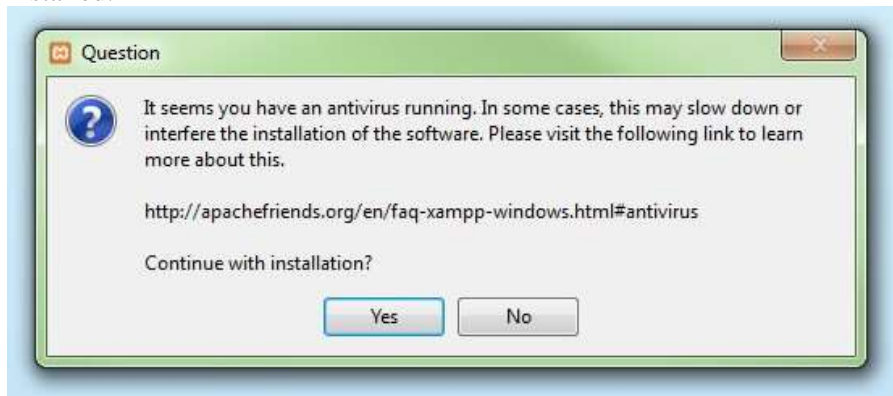 Question
It seems you have an antivirus running. In some cases, this may slow down or
interfere the installation of the software. Please visit the following link to learn
more about this.
http://apachefriends.org/en/faq-xampp-windows.html#antivirus
Continue with installation?
Yes
No